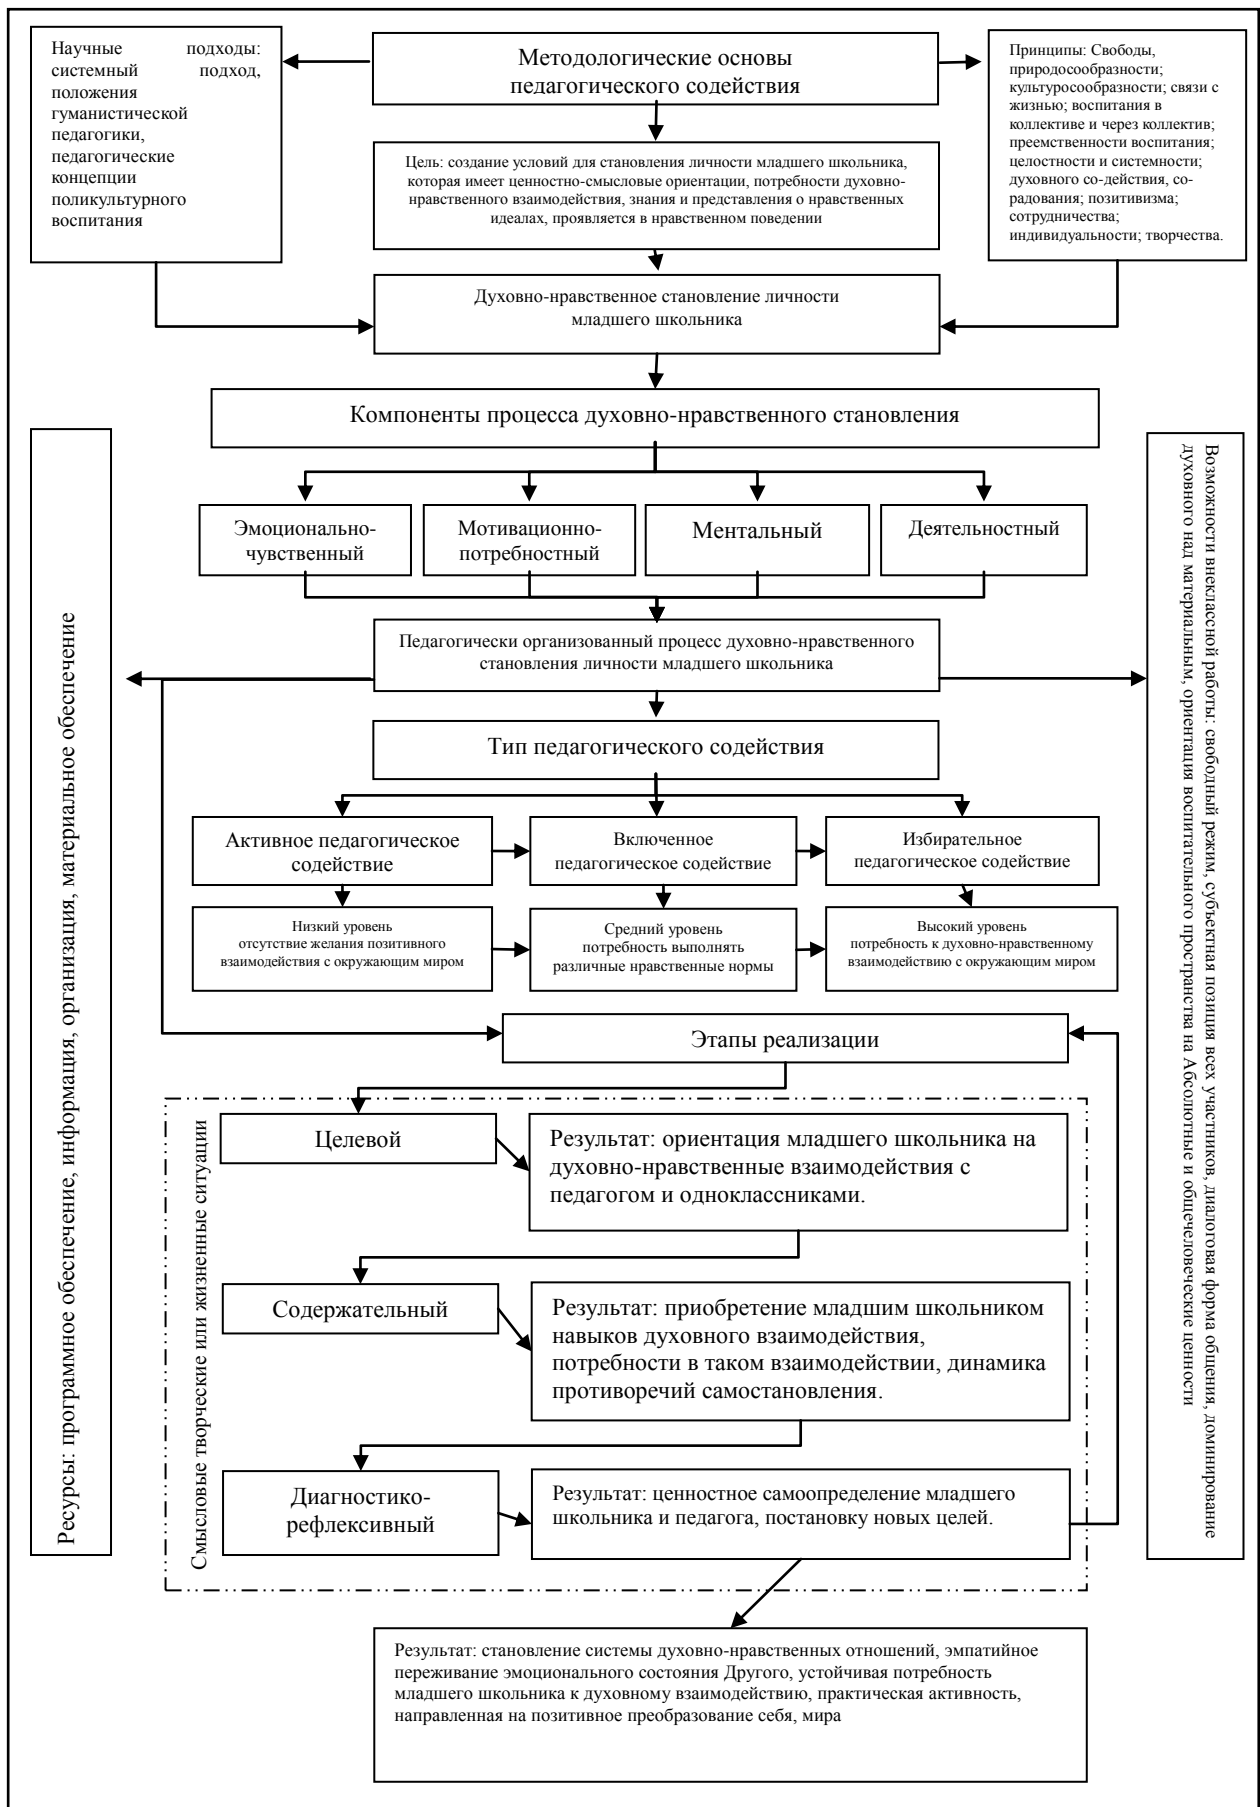 Научные подходы:
системный подход,
положения
гуманистической
педагогики,
педагогические
концепции
поликультурного
воспитания
Методологические основы
педагогического содействия
Принципы: Свободы,
природосообразности;
культуросообразности; связи с
жизнью; воспитания в
коллективе и через коллектив;
преемственности воспитания;
целостности и системности;
духовного со-действия, со-
радования; позитивизма;
сотрудничества;
индивидуальности; творчества.
Цель: создание условий для становления личности младшего школьника,
которая имеет ценностно-смысловые ориентации, потребности духовно-
нравственного взаимодействия, знания и представления о нравственных
идеалах, проявляется в нравственном поведении
Духовно-нравственное становление личности
младшего школьника
Компоненты процесса духовно-нравственного становления
Эмоционально-
чувственный
Мотивационно-
потребностный
Ментальный
Деятельностный
Педагогически организованный процесс духовно-нравственного
становления личности младшего школьника
Ресурсы: программное обеспечение, информация, организация, материальное обеспечение
Возможности внеклассной работы: свободный режим, субъектная позиция всех участников, диалоговая форма общения, доминирование
духовного над материальным, ориентация воспитательного пространства на Абсолютные и общечеловеческие ценности
Тип педагогического содействия
Активное педагогическое
содействие
Включенное
педагогическое содействие
Избирательное
педагогическое содействие
Низкий уровень
отсутствие желания позитивного
взаимодействия с окружающим миром
Средний уровень
потребность выполнять
различные нравственные нормы
Высокий уровень
потребность к духовно-нравственному
взаимодействию с окружающим миром
Этапы реализации
Смысловые творческие или жизненные ситуации
Целевой
Результат: ориентация младшего школьника на
духовно-нравственные взаимодействия с
педагогом и одноклассниками.
Содержательный
Результат: приобретение младшим школьником
навыков духовного взаимодействия,
потребности в таком взаимодействии, динамика
противоречий самостановления.
Диагностико-
рефлексивный
Результат: ценностное самоопределение младшего
школьника и педагога, постановку новых целей.
Результат: становление системы духовно-нравственных отношений, эмпатийное
переживание эмоционального состояния Другого, устойчивая потребность
младшего школьника к духовному взаимодействию, практическая активность,
направленная на позитивное преобразование себя, мира